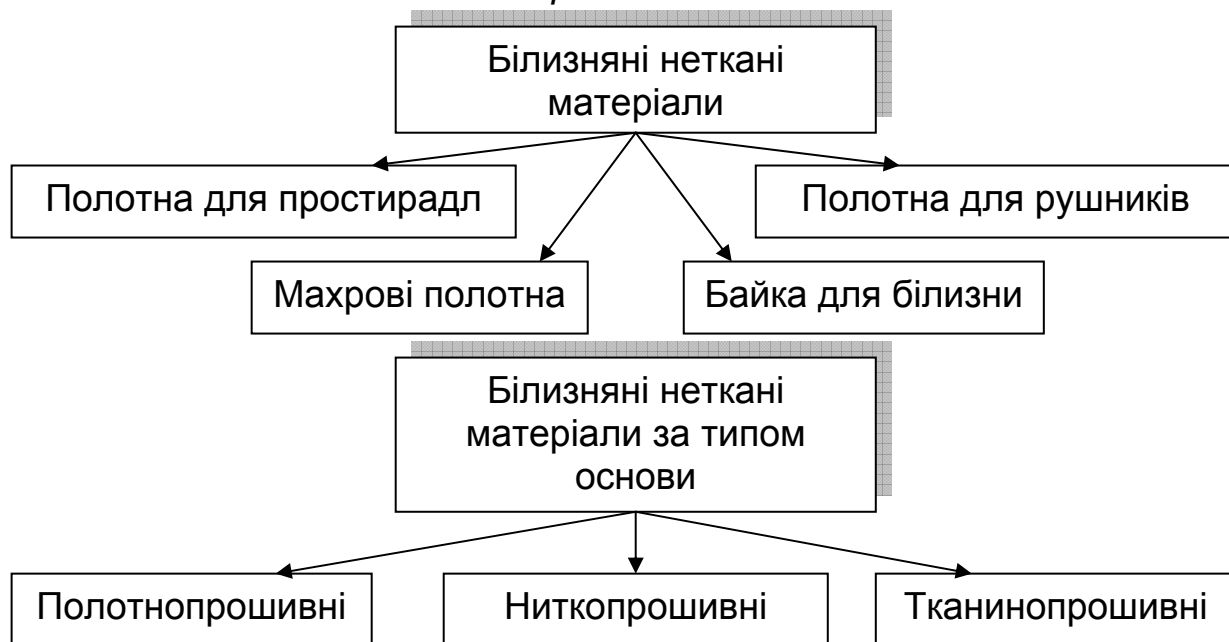 Білизняні неткані
матеріали
Полотна для простирадл
Полотна для рушників
Махрові полотна
Байка для білизни
Білизняні неткані
матеріали за типом
основи
Полотнопрошивні
Ниткопрошивні
Тканинопрошивні